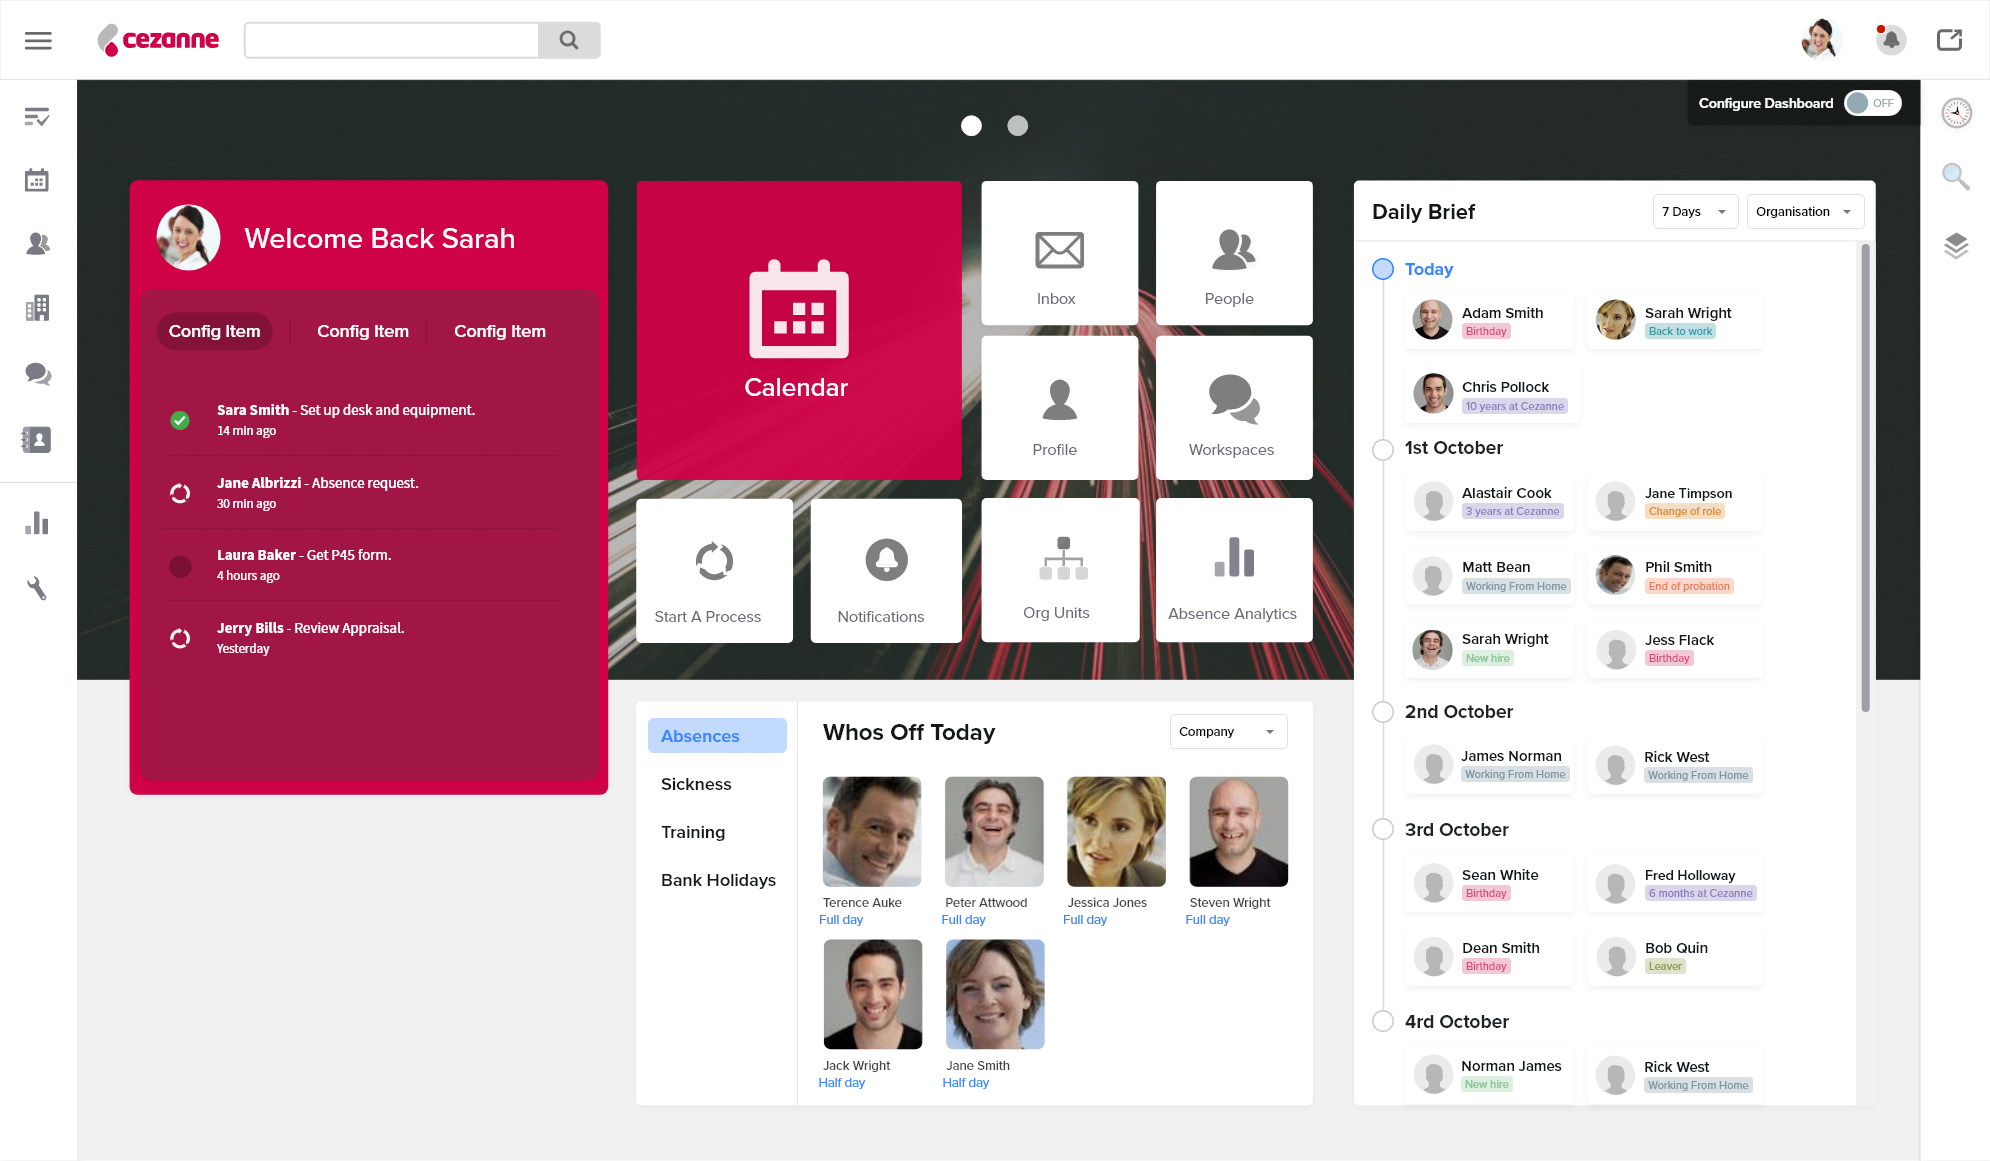 cezanne
Configure Dashboard OFF
Welcome Back Sarah
Config Item
Config Item
Config Item
Sara Smith - Set up desk and equipment.
14 min ago
Jane Albrizzi - Absence request.
30 min ago
Laura Baker - Get P45 form.
4 hours ago
Jerry Bills - Review Appraisal.
Yesterday
Calendar
Inbox
People
Profile
Workspaces
Start A Process
Notifications
Org Units
Absence Analytics
Absences
Sickness
Training
Bank Holidays
Whos Off Today
Company
Terence Auke
Full day
Peter Attwood
Full day
Jessica Jones
Full day
Steven Wright
Full day
Jack Wright
Half day
Jane Smith
Half day
Daily Brief
7 Days
Organisation
Today
Adam Smith
Birthday
Sarah Wright
Back to work
Chris Pollock
10 years at Cezanne
1st October
Alastair Cook
3 years at Cezanne
Jane Timpson
Change of role
Matt Bean
Working From Home
Phil Smith
End of probation
Sarah Wright
New hire
Jess Flack
Birthday
2nd October
James Norman
Working From Home
Rick West
Working From Home
3rd October
Sean White
Birthday
Fred Holloway
6 months at Cezanne
Dean Smith
Birthday
Bob Quin
Leaver
4rd October
Norman James
New hire
Rick West
Working From Home